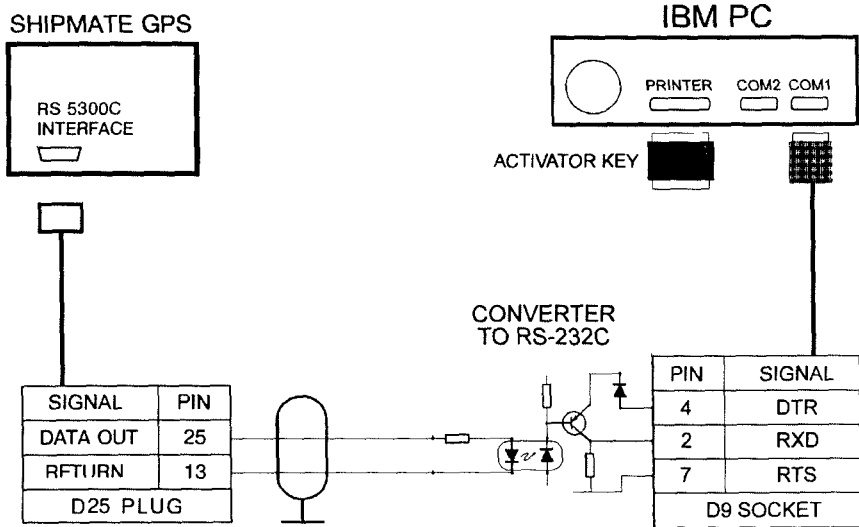 SHIPMATE GPS
RS 5300C
INTERFACE
IBM PC
PRINTER COM2 COM1
ACTIVATOR KEY
CONVERTER
TO RS-232C
SIGNAL PIN
DATA OUT 25
RETURN 13
D25 PLUG
PIN SIGNAL
4 DTR
2 RXD
7 RTS
D9 SOCKET